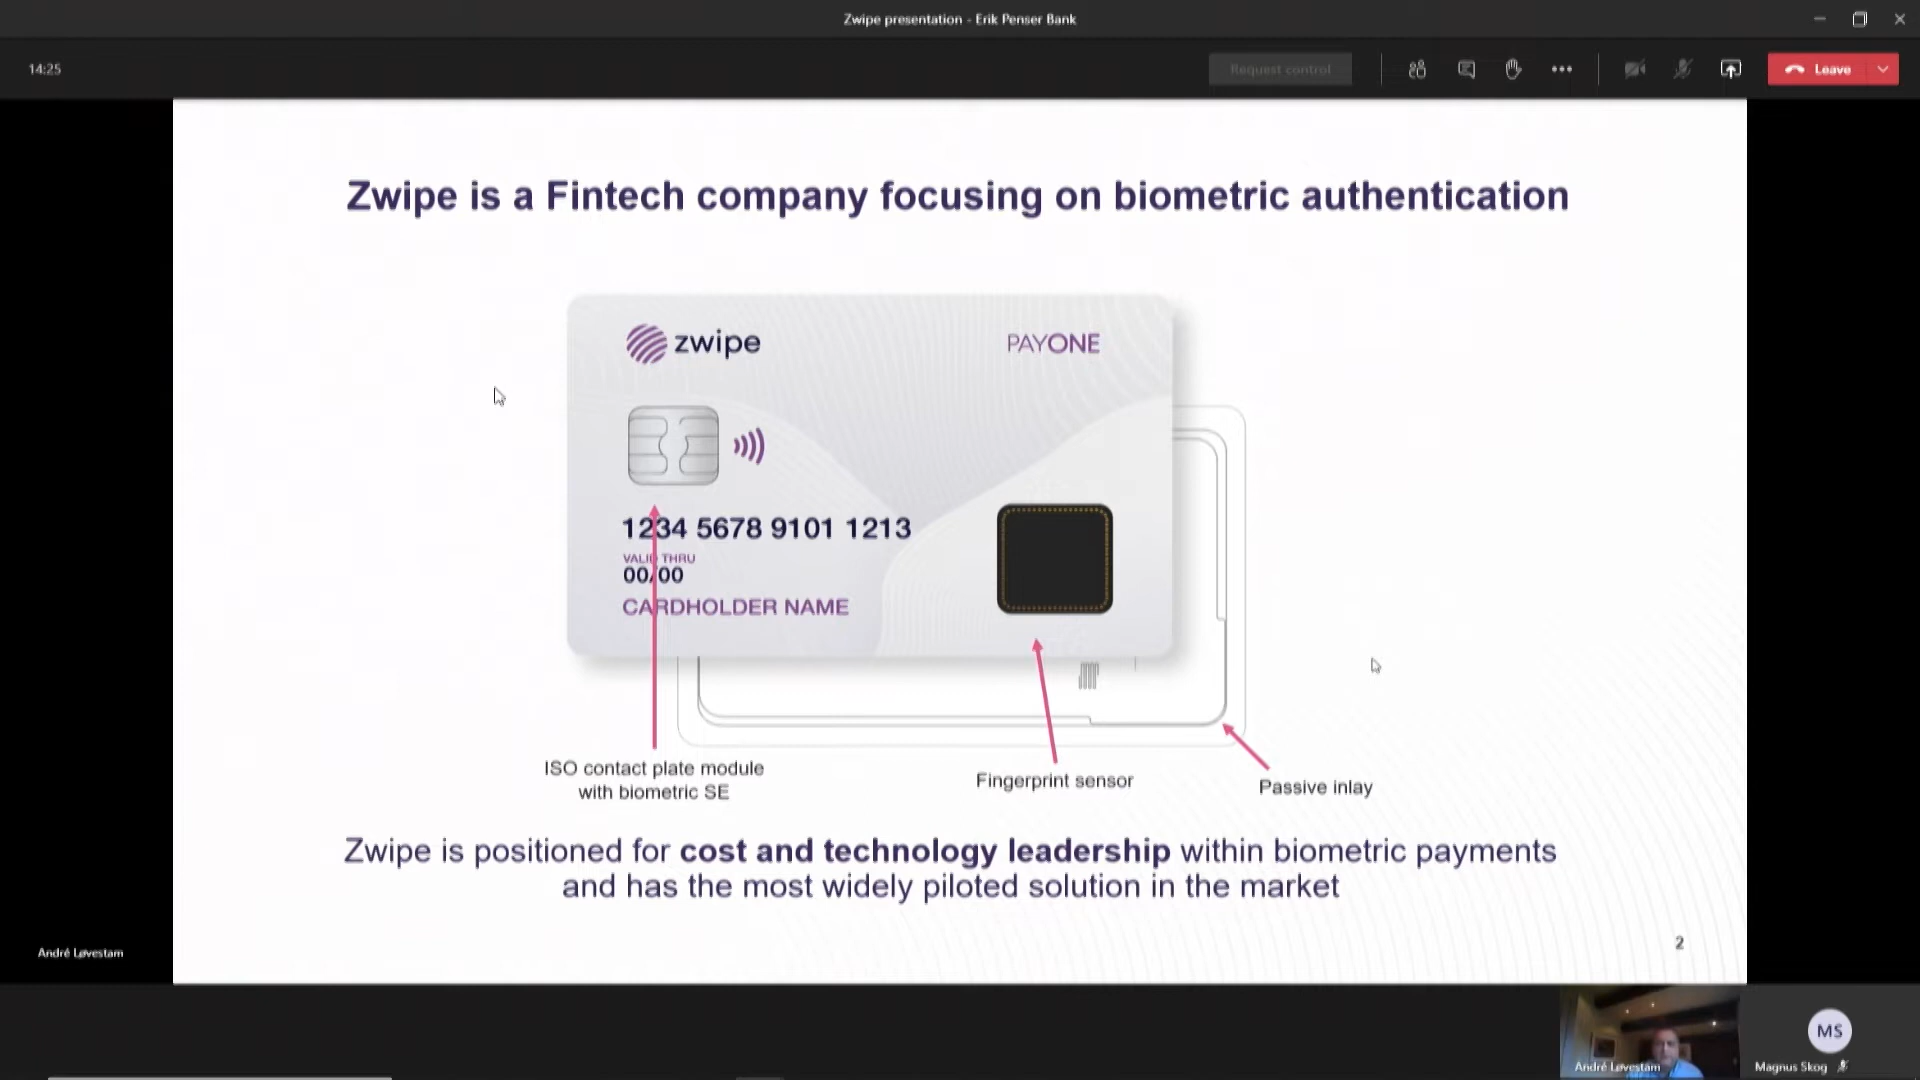 Zwipe presentation - Erik Penser Bank
14:25
Request control
Leave
Zwipe is a Fintech company focusing on biometric authentication
zwipe
PAYONE
1234 5678 9101 1213
VALID THRU
00/00
CARDHOLDER NAME
ISO contact plate module
with biometric SE
Fingerprint sensor
Passive inlay
Zwipe is positioned for cost and technology leadership within biometric payments
and has the most widely piloted solution in the market
2
André Løvestam
MS
André Løvestam
Magnus Skog